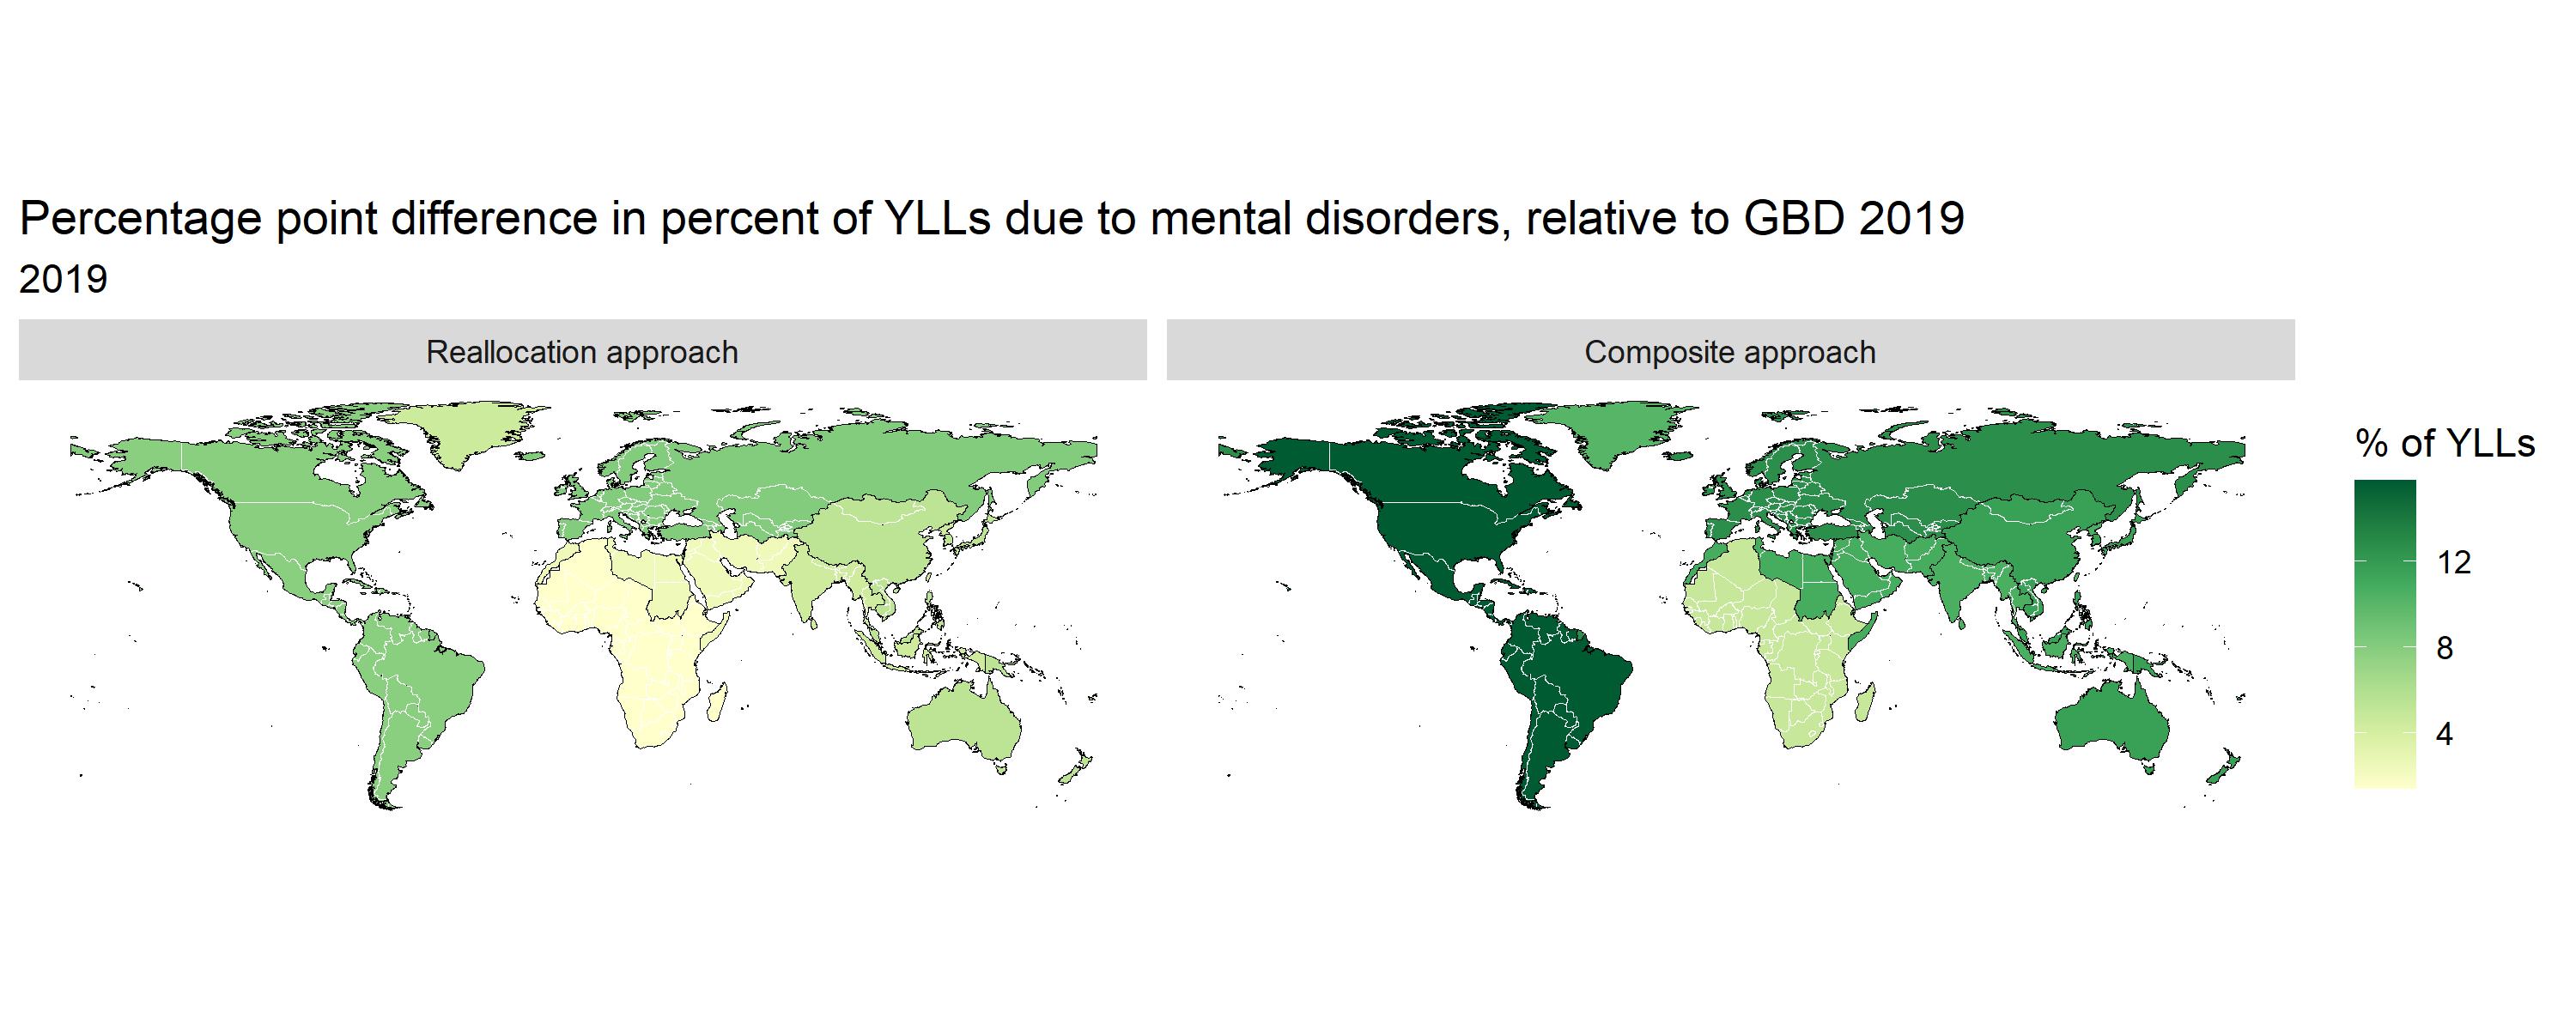 Percentage point difference in percent of YLLs due to mental disorders, relative to GBD 2019
2019
Reallocation approach
Composite approach
% of YLLs
12
8
4